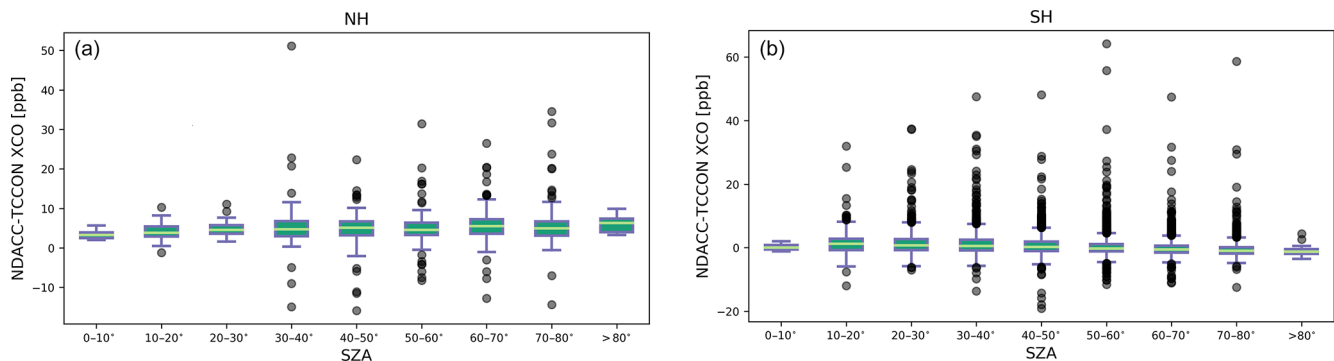 NH
(a)
NDACC-TCCON XCO [ppb]
50
40
30
20
10
0
−10
0–10° 10–20° 20–30° 30–40° 40–50° 50–60° 60–70° 70–80° >80°
SZA
SH
(b)
NDACC-TCCON XCO [ppb]
60
40
20
0
−20
0–10° 10–20° 20–30° 30–40° 40–50° 50–60° 60–70° 70–80° >80°
SZA